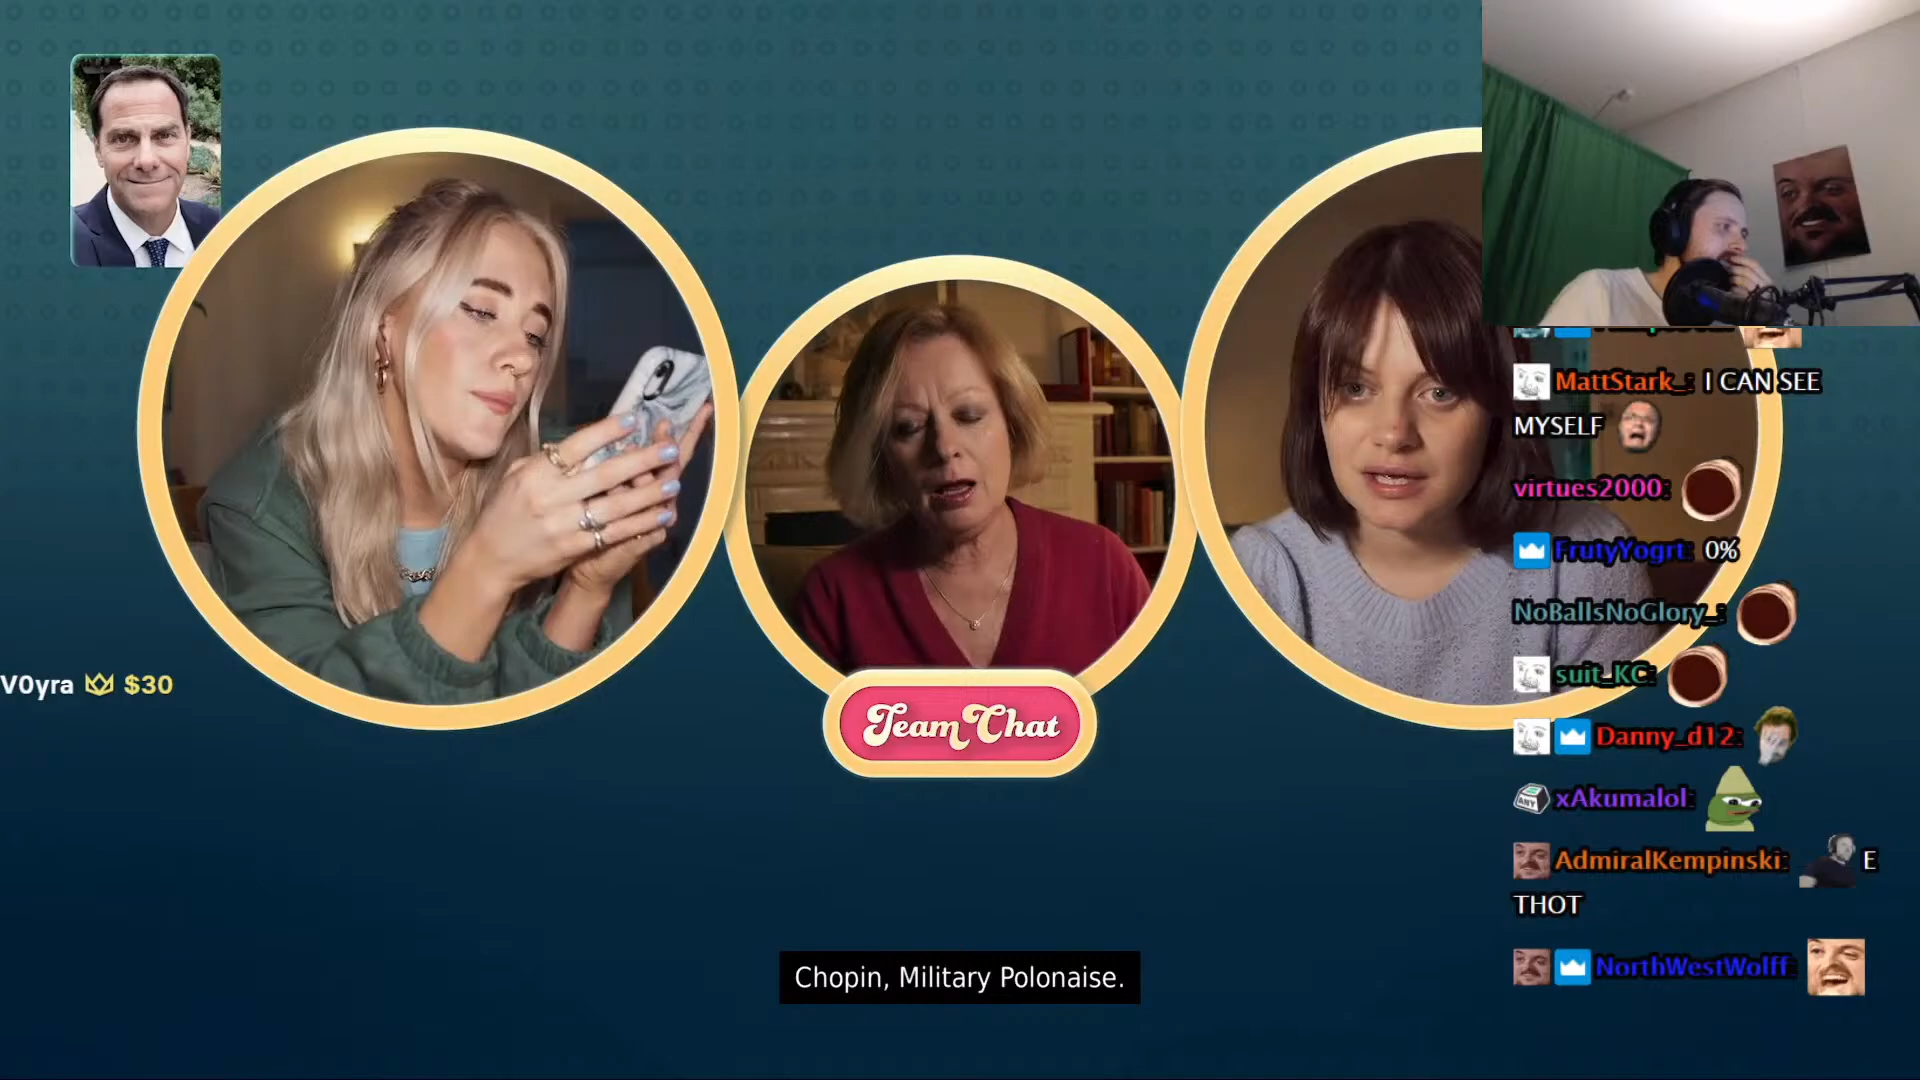 MattStark_: I CAN SEE
MYSELF
virtues2000:
FrutyYogrt: 0%
NoBallsNoGlory_:
suit_KC:
V0yra $30
Team Chat
Danny_d12:
xAkumalol:
AdmiralKempinski: E
THOT
NorthWestWolff:
Chopin, Military Polonaise.